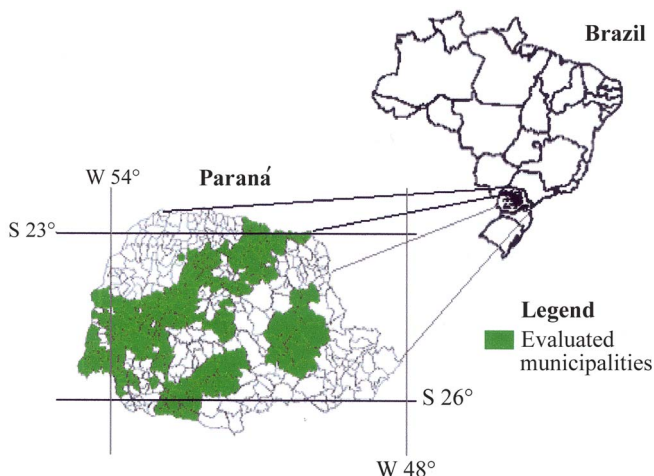 Brazil
W 54°
Paraná
S 23°
Legend
Evaluated
municipalities
S 26°
W 48°